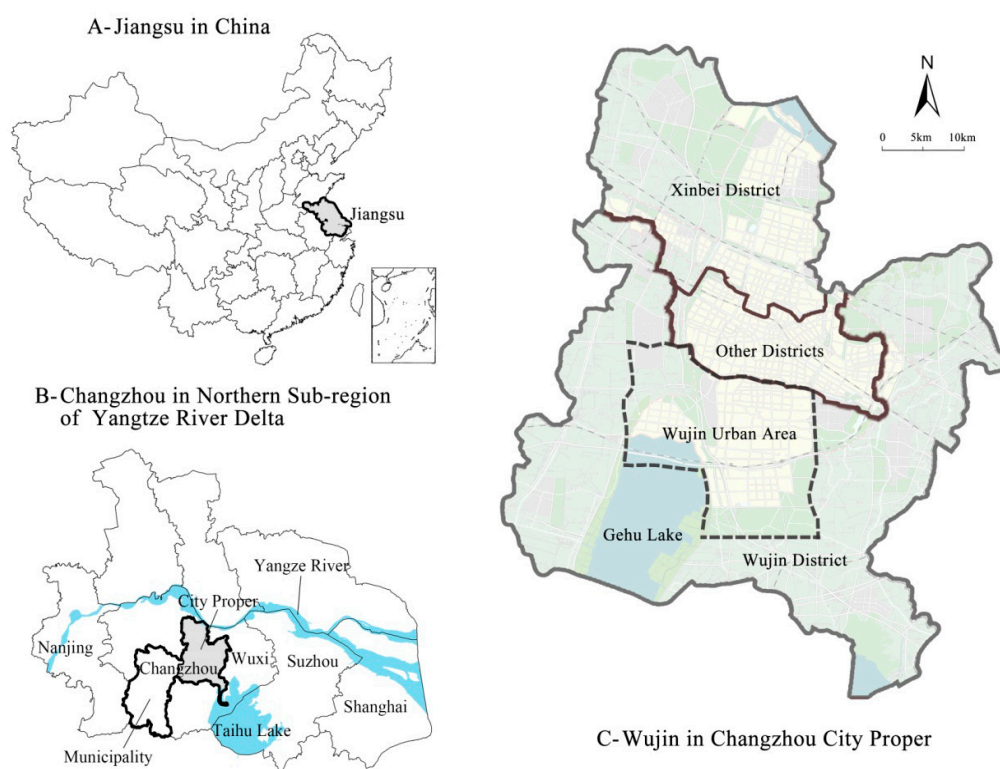 A-Jiangsu in China
Jiangsu
B-Changzhou in Northern Sub-region
of Yangtze River Delta
Yangze River
City Proper
Nanjing
Changzhou
Wuxi
Suzhou
Shanghai
Taihu Lake
Municipality
N
0 5km 10km
Xinbei District
Other Districts
Wujin Urban Area
Gehu Lake
Wujin District
C-Wujin in Changzhou City Proper